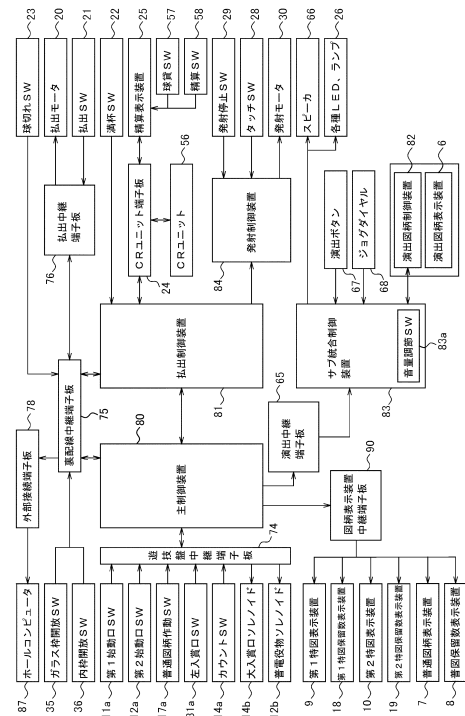 87
ホールコンピュータ
35
ガラス枠開放SW
36
内枠開放SW
11a
第1始動口SW
12a
第2始動口SW
17a
普通図柄作動SW
31a
左入賞口SW
14a
カウントSW
14b
大入賞口ソレノイド
12b
普電役物ソレノイド
9
第1特図表示装置
18
第1特図保留数表示装置
10
第2特図表示装置
19
第2特図保留数表示装置
7
普通図柄表示装置
8
普図保留数表示装置
78
外部接続端子板
裏配線中継端子板
75
80
主制御装置
遊技盤中継端子板
74
65
演出中継
端子板
90
図柄表示装置
中継端子板
払出中継
端子板
76
払出制御装置
81
CRユニット端子板
24
CRユニット
56
発射制御装置
84
サブ統合制御
装置
83
音量調節SW
83a
演出ボタン
67
ジョグダイヤル
68
演出図柄制御装置
82
演出図柄表示装置
6
球切れSW
23
払出モータ
20
払出SW
21
満杯SW
22
精算表示装置
25
球貸SW
57
精算SW
58
発射停止SW
29
タッチSW
28
発射モータ
30
スピーカ
66
各種LED、ランプ
26